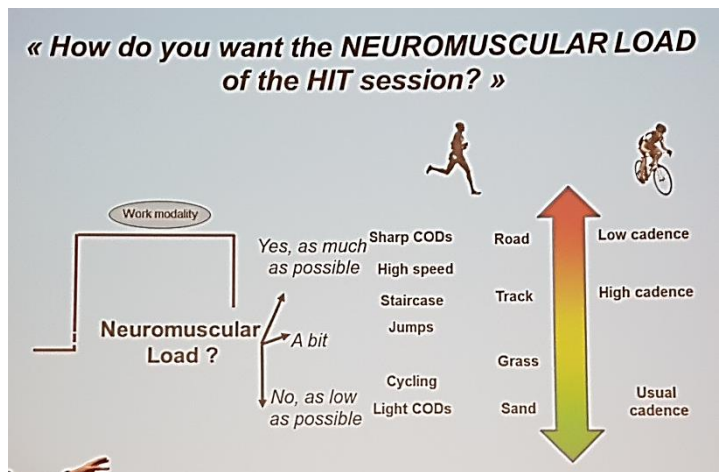 « How do you want the NEUROMUSCULAR LOAD
of the HIT session? »
Work modality
Neuromuscular
Load ?
Yes, as much
as possible
A bit
No, as low
as possible
Sharp CODs
High speed
Staircase
Jumps
Cycling
Light CODs
Road
Track
Grass
Sand
Low cadence
High cadence
Usual
cadence